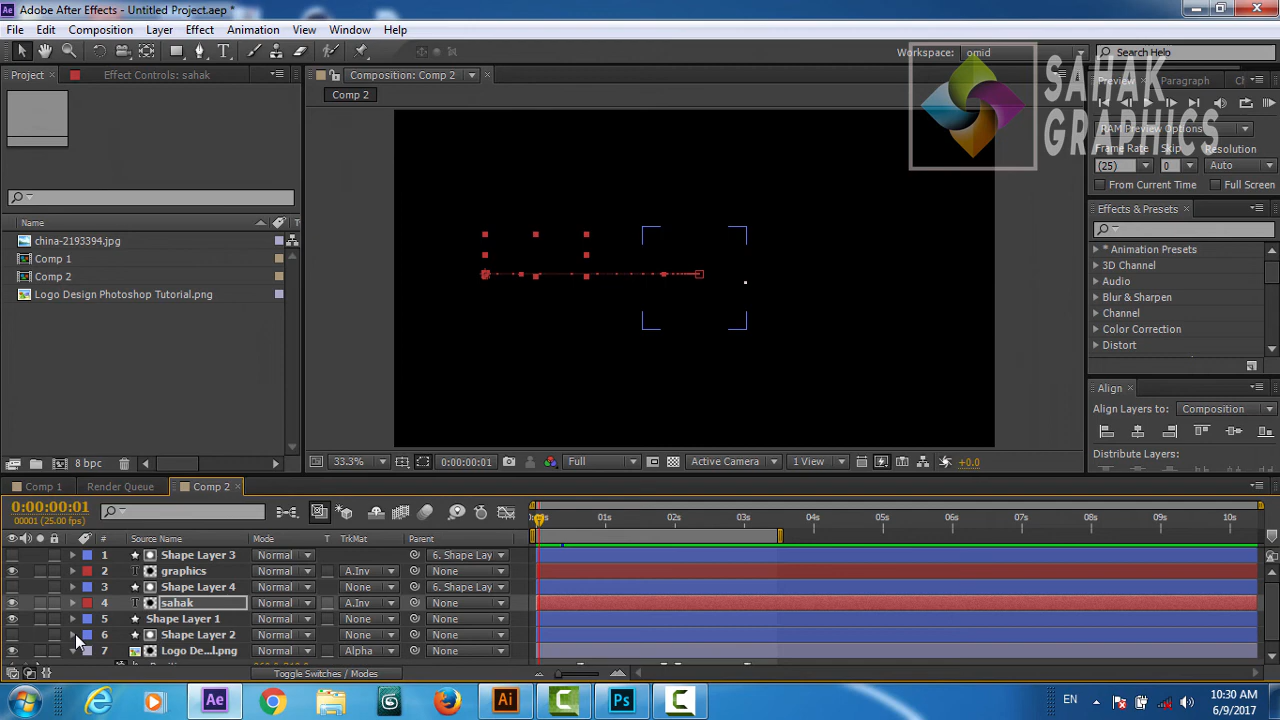 Adobe After Effects - Untitled Project.aep *
File Edit Composition Layer Effect Animation View Window Help
Workspace: omid
Search Help
Project
Effect Controls: sahak
Composition: Comp 2
Preview
Paragraph
Comp 2
SAHAK
GRAPHICS
RAM Preview Options
Frame Rate Skip Resolution
(25) 0 Auto
From Current Time Full Screen
Effects & Presets
* Animation Presets
3D Channel
Audio
Blur & Sharpen
Channel
Color Correction
Distort
Name
china-2193394.jpg
Comp 1
Comp 2
Logo Design Photoshop Tutorial.png
Align
Align Layers to: Composition
Distribute Layers:
8 bpc
33.3% 0:00:00:01 Full Active Camera 1 View +0.0
Comp 1 Render Queue Comp 2
0:00:00:01
00001 (25.00 fps)
# Source Name Mode T TrkMat Parent
01s 02s 03s 04s 05s 06s 07s 08s 09s 10s
1 Shape Layer 3 Normal 6. Shape Lay
2 graphics Normal A.Inv None
3 Shape Layer 4 Normal None 6. Shape Lay
4 sahak Normal A.Inv None
5 Shape Layer 1 Normal None None
6 Shape Layer 2 Normal None None
7 Logo De...l.png Normal Alpha None
Toggle Switches / Modes
EN
10:30 AM
6/9/2017